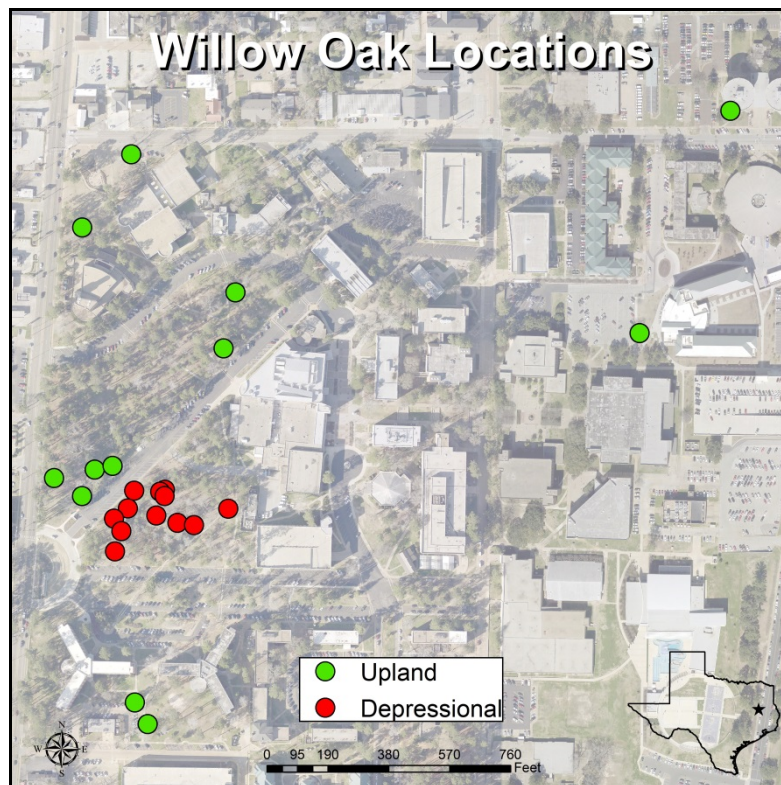 Willow Oak Locations
Upland
Depressional
N
W E
S
0 95 190 380 570 760
Feet